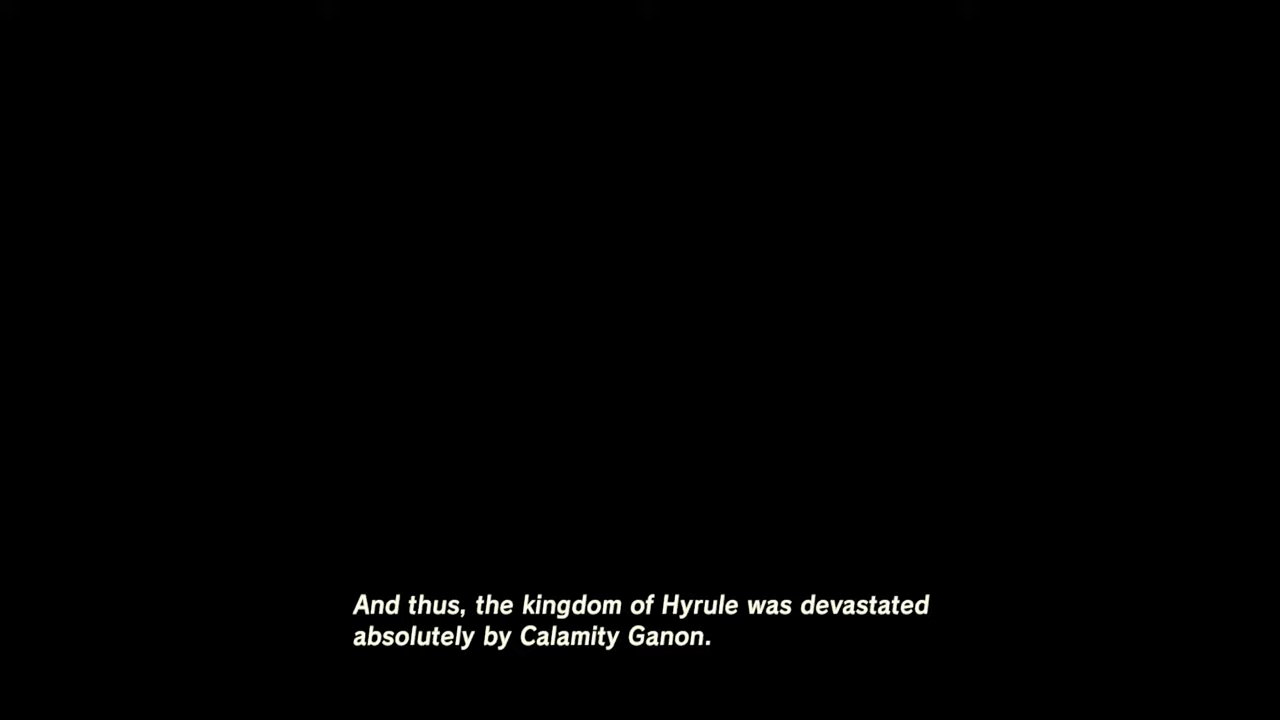 And thus, the kingdom of Hyrule was devastated
absolutely by Calamity Ganon.